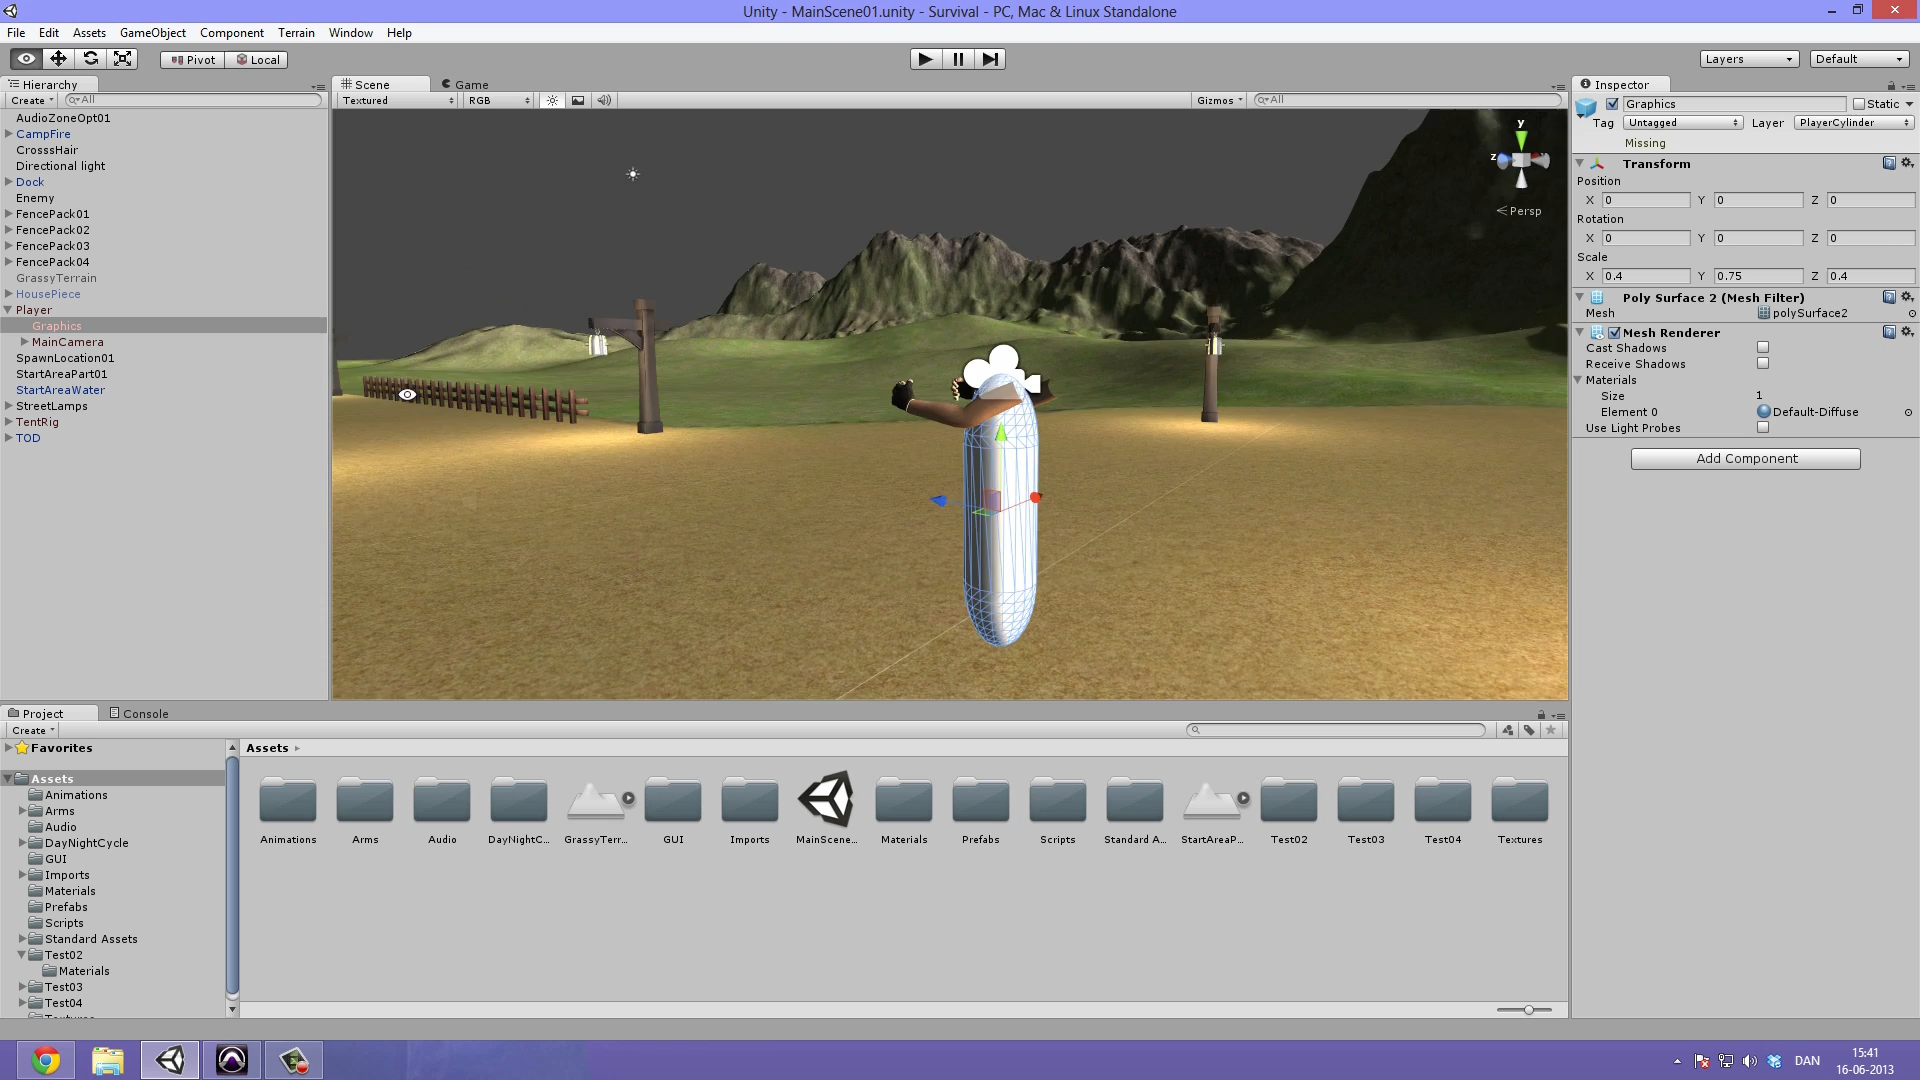 Unity - MainScene01.unity - Survival - PC, Mac & Linux Standalone
File Edit Assets GameObject Component Terrain Window Help
Pivot Local Layers Default
Hierarchy
Create All
AudioZoneOpt01
CampFire
CrosssHair
Directional light
Dock
Enemy
FencePack01
FencePack02
FencePack03
FencePack04
GrassyTerrain
HousePiece
Player
Graphics
MainCamera
SpawnLocation01
StartAreaPart01
StartAreaWater
StreetLamps
TentRig
TOD
Scene Game
Textured RGB Gizmos All
y
z
Persp
Inspector
Graphics Static
Tag Untagged Layer PlayerCylinder
Missing
Transform
Position
X 0 Y 0 Z 0
Rotation
X 0 Y 0 Z 0
Scale
X 0.4 Y 0.75 Z 0.4
Poly Surface 2 (Mesh Filter)
Mesh polySurface2
Mesh Renderer
Cast Shadows
Receive Shadows
Materials
Size 1
Element 0 Default-Diffuse
Use Light Probes
Add Component
Project Console
Create
Favorites
Assets
Animations
Arms
Audio
DayNightCycle
GUI
Imports
Materials
Prefabs
Scripts
Standard Assets
Test02
Materials
Test03
Test04
Assets
Animations Arms Audio DayNightC... GrassyTerr... GUI Imports MainScene... Materials Prefabs Scripts Standard A... StartAreaP... Test02 Test03 Test04 Textures
DAN
15:41
16-06-2013